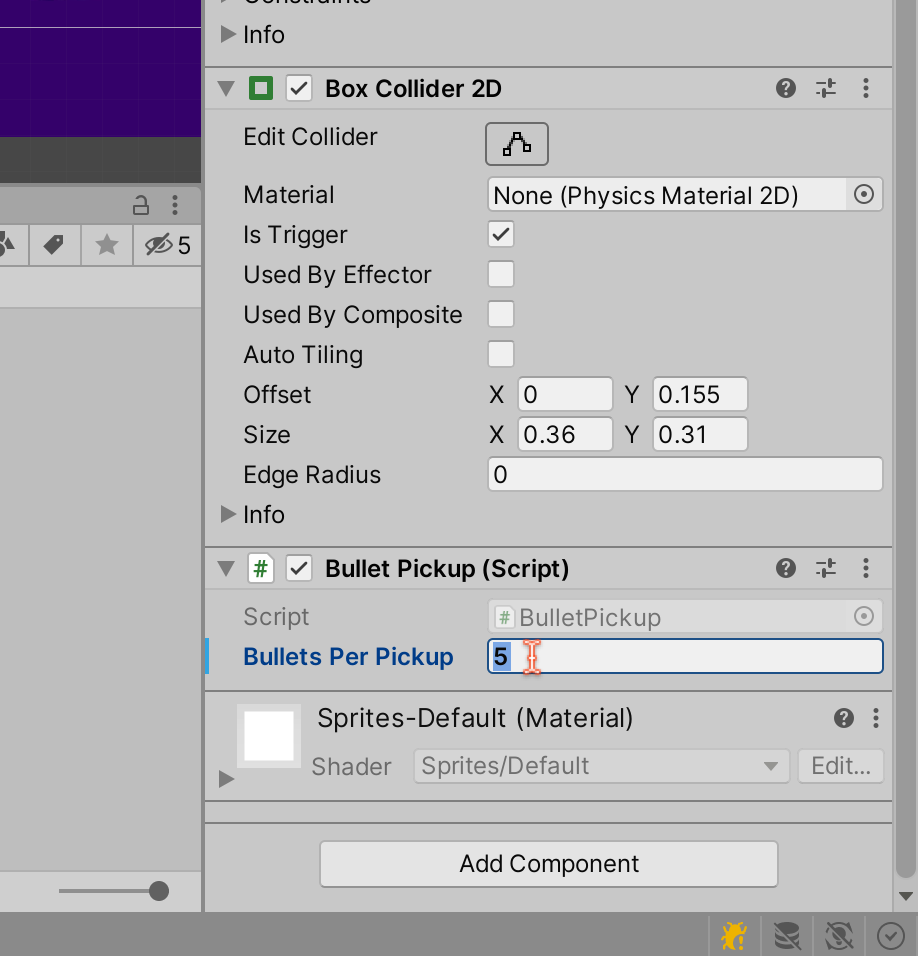 Constraints
Info
Box Collider 2D
Edit Collider
Material None (Physics Material 2D)
Is Trigger
Used By Effector
5
Used By Composite
Auto Tiling
Offset X 0 Y 0.155
Size X 0.36 Y 0.31
Edge Radius 0
Info
# Bullet Pickup (Script)
Script # BulletPickup
Bullets Per Pickup 5
Sprites-Default (Material)
Shader Sprites/Default Edit...
Add Component